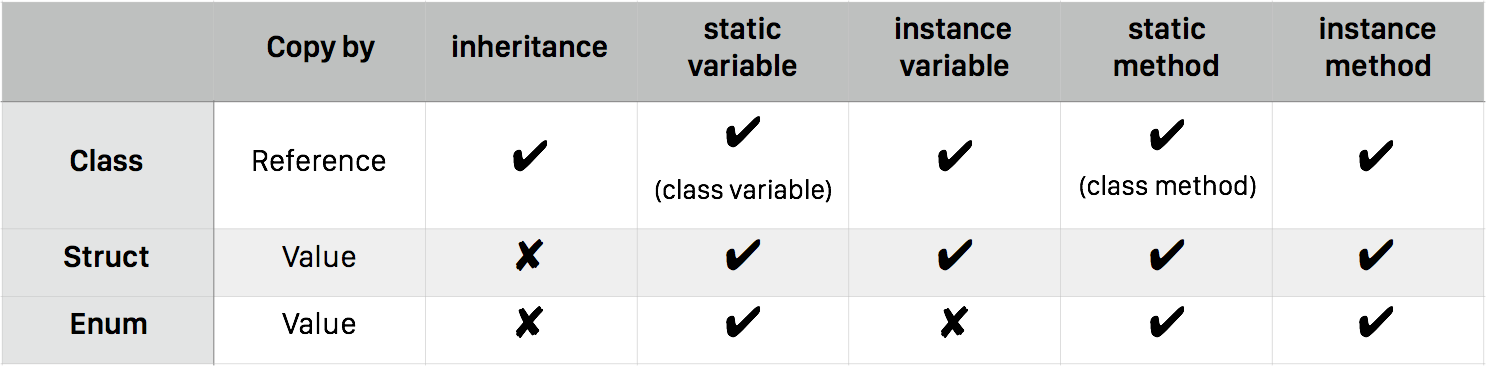 Copy by inheritance static variable instance variable static method instance method
Class Reference ✔ ✔ (class variable) ✔ ✔ (class method) ✔
Struct Value ✘ ✔ ✔ ✔ ✔
Enum Value ✘ ✔ ✘ ✔ ✔